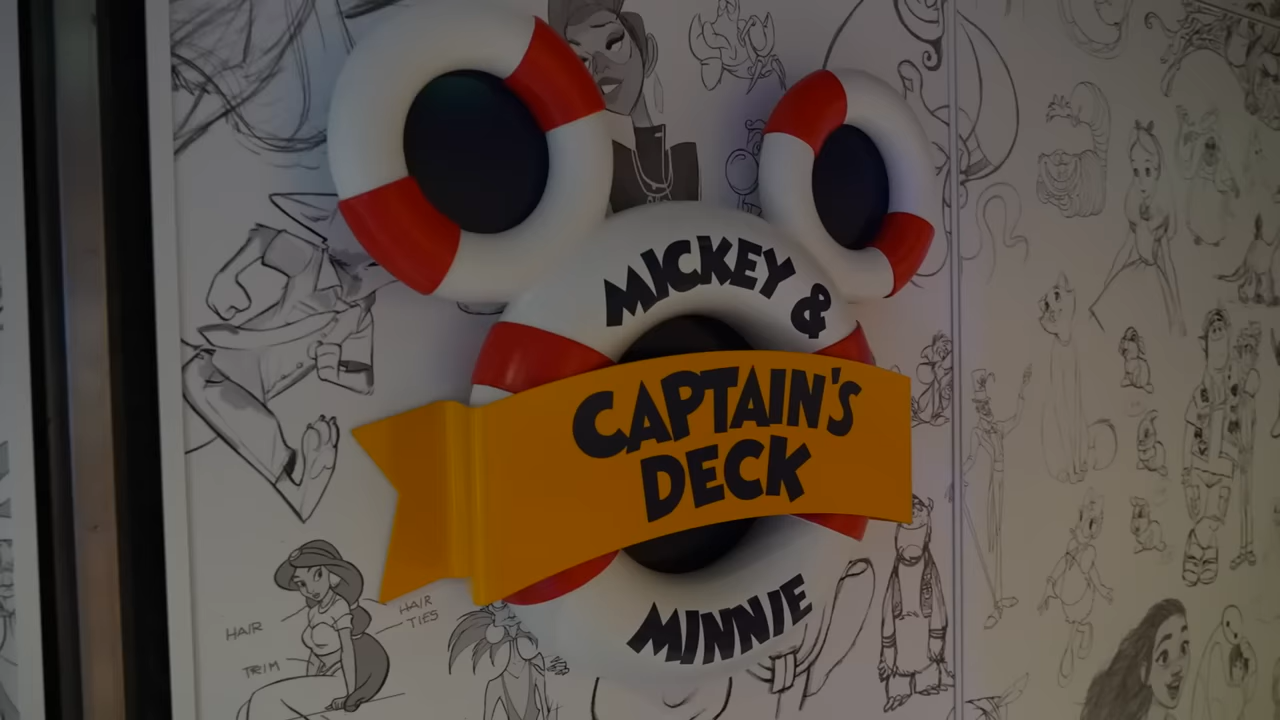 MICKEY &
CAPTAIN'S
DECK
MINNIE
HAIR
HAIR
TIES
TRIM